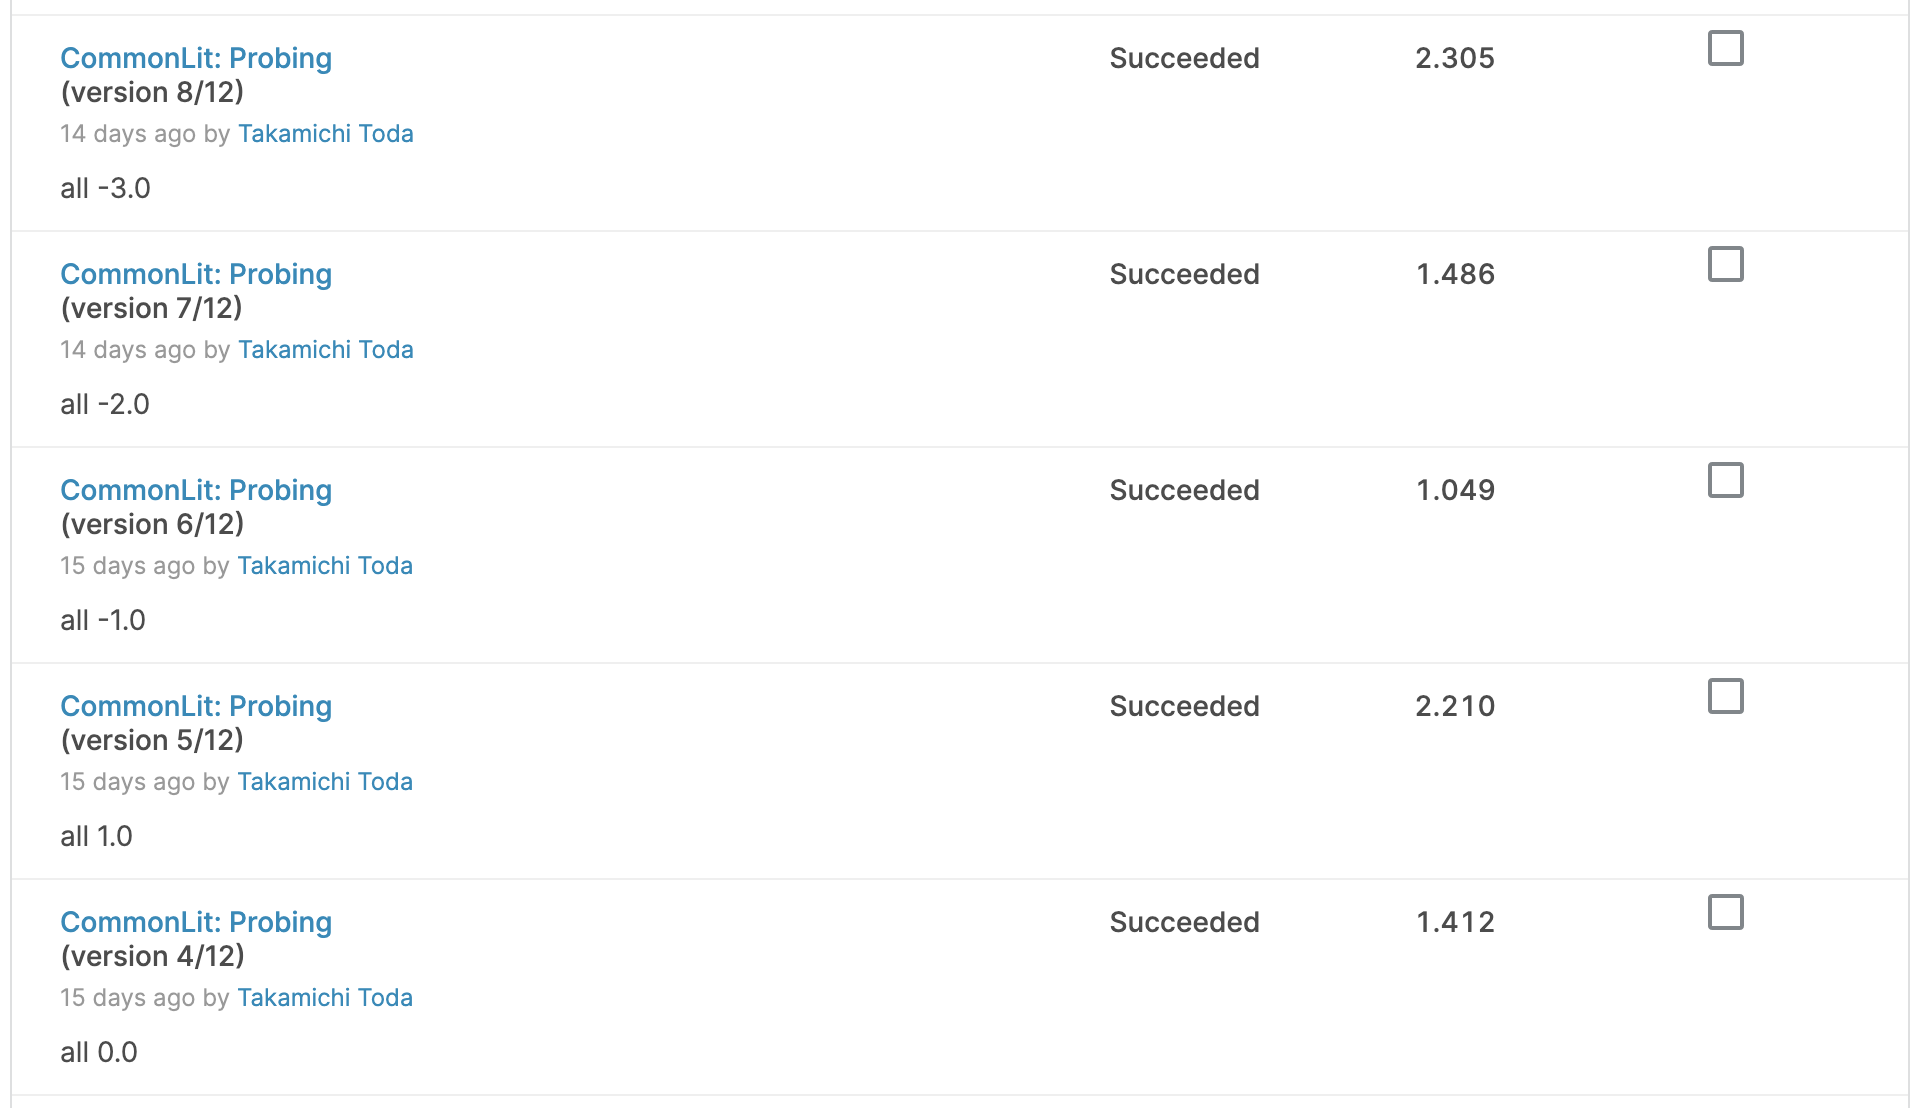 CommonLit: Probing
(version 8/12)
14 days ago by Takamichi Toda
all -3.0
Succeeded
2.305
CommonLit: Probing
(version 7/12)
14 days ago by Takamichi Toda
all -2.0
Succeeded
1.486
CommonLit: Probing
(version 6/12)
15 days ago by Takamichi Toda
all -1.0
Succeeded
1.049
CommonLit: Probing
(version 5/12)
15 days ago by Takamichi Toda
all 1.0
Succeeded
2.210
CommonLit: Probing
(version 4/12)
15 days ago by Takamichi Toda
all 0.0
Succeeded
1.412